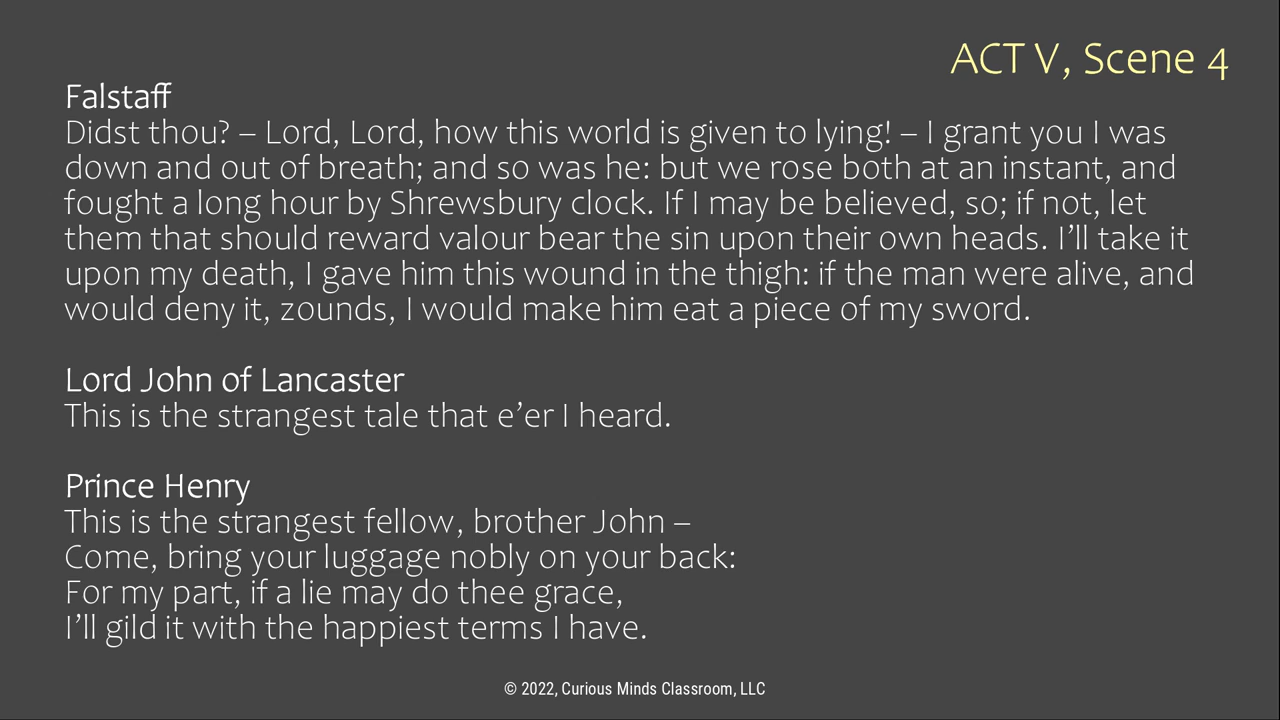 ACT V, Scene 4
Falstaff
Didst thou? – Lord, Lord, how this world is given to lying! – I grant you I was
down and out of breath; and so was he: but we rose both at an instant, and
fought a long hour by Shrewsbury clock. If I may be believed, so; if not, let
them that should reward valour bear the sin upon their own heads. I’ll take it
upon my death, I gave him this wound in the thigh: if the man were alive, and
would deny it, zounds, I would make him eat a piece of my sword.
Lord John of Lancaster
This is the strangest tale that e’er I heard.
Prince Henry
This is the strangest fellow, brother John –
Come, bring your luggage nobly on your back:
For my part, if a lie may do thee grace,
I’ll gild it with the happiest terms I have.
© 2022, Curious Minds Classroom, LLC